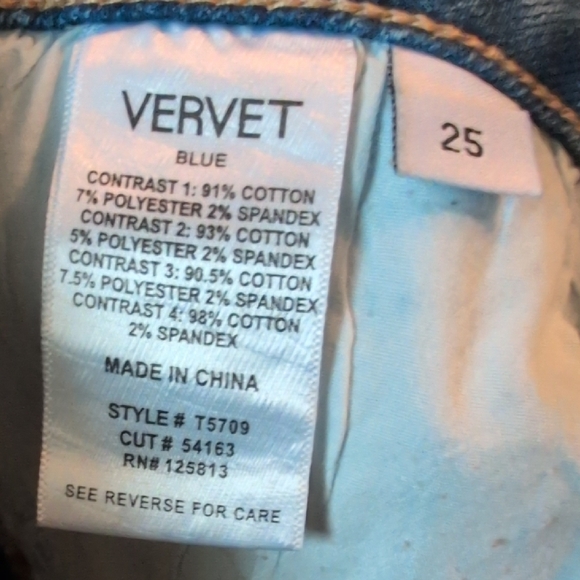 VERVET
BLUE
CONTRAST 1: 91% COTTON
7% POLYESTER 2% SPANDEX
CONTRAST 2: 93% COTTON
5% POLYESTER 2% SPANDEX
CONTRAST 3: 90.5% COTTON
7.5% POLYESTER 2% SPANDEX
CONTRAST 4: 98% COTTON
2% SPANDEX
MADE IN CHINA
STYLE# T5709
CUT# 54163
RN# 125813
SEE REVERSE FOR CARE
25